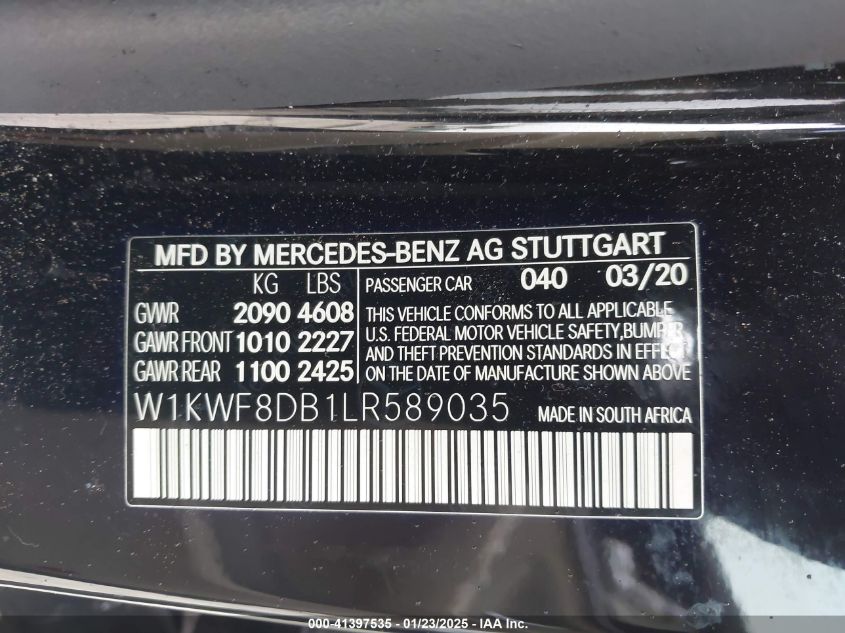 MFD BY MERCEDES-BENZ AG STUTTGART
KG LBS PASSENGER CAR 040 03/20
GVWR 2090 4608 THIS VEHICLE CONFORMS TO ALL APPLICABLE
U.S. FEDERAL MOTOR VEHICLE SAFETY, BUMPER
GAWR FRONT 1010 2227 AND THEFT PREVENTION STANDARDS IN EFFECT
GAWR REAR 1100 2425 ON THE DATE OF MANUFACTURE SHOWN ABOVE
W1KWF8DB1LR589035 MADE IN SOUTH AFRICA
000-41397535 - 01/23/2025 - IAA Inc.